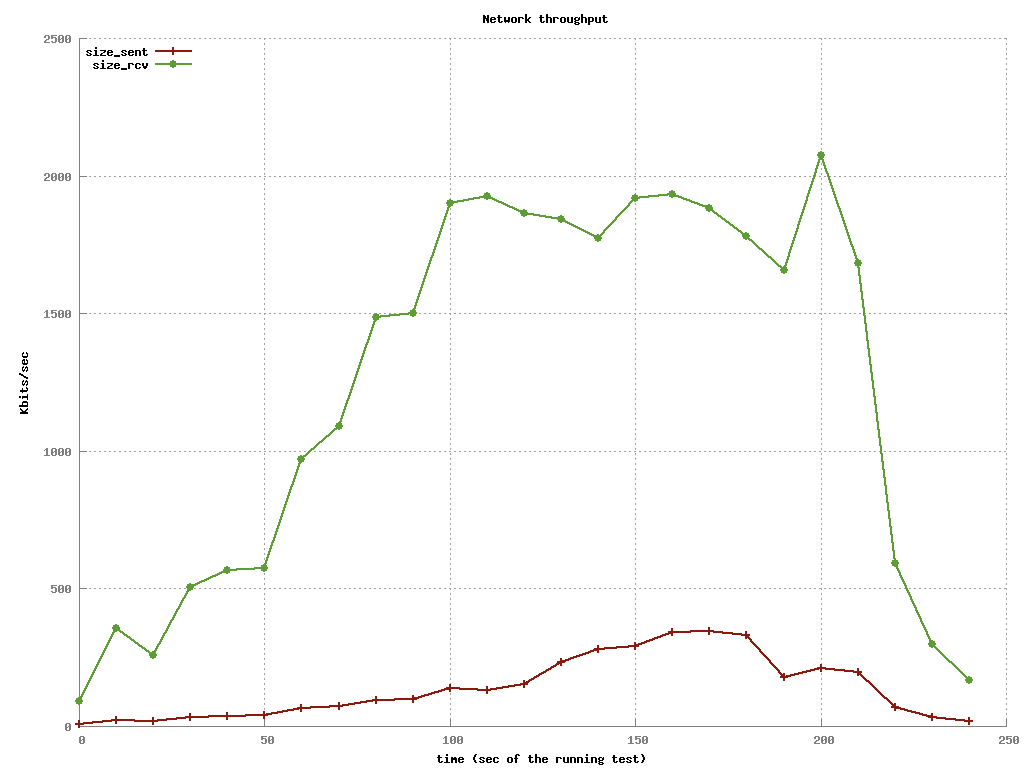 Network throughput
size_sent
size_rcv
2500
2000
1500
1000
500
0
Kbits/sec
0 50 100 150 200 250
time (sec of the running test)